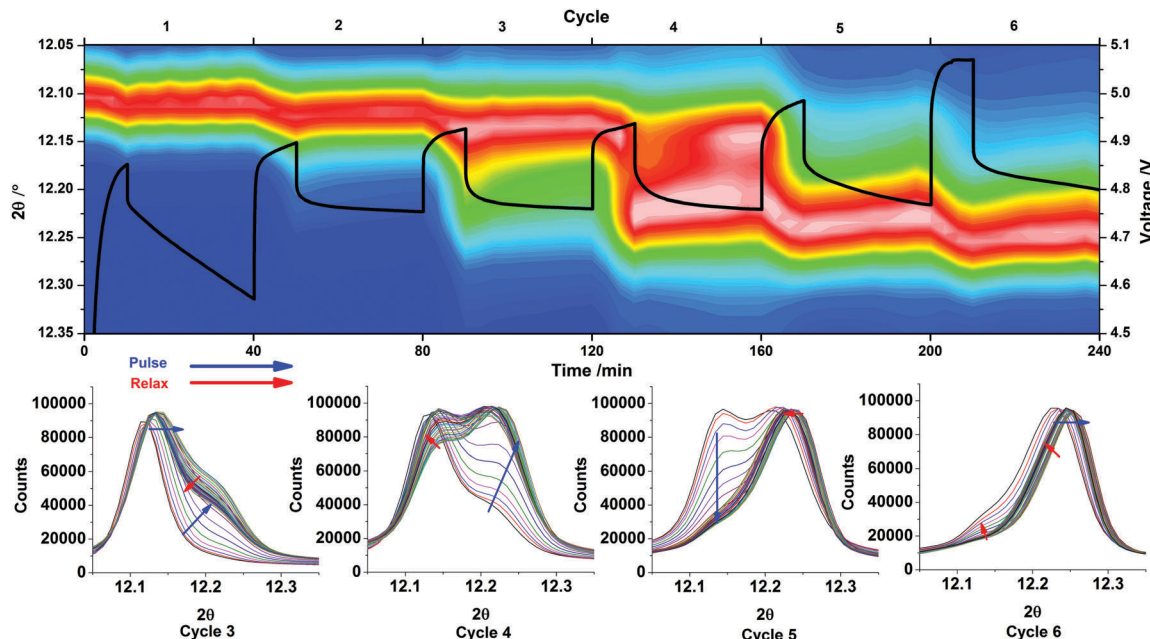 Cycle
1 2 3 4 5 6
12.05 5.1
12.10 5.0
12.15 4.9
12.20 4.8
12.25 4.7
12.30 4.6
12.35 4.5
2θ /°
Voltage /V
0 40 80 120 160 200 240
Time /min
Pulse
Relax
100000 100000 100000 100000
80000 80000 80000 80000
60000 60000 60000 60000
40000 40000 40000 40000
20000 20000 20000 20000
0 0 0 0
Counts Counts Counts Counts
12.1 12.2 12.3 12.1 12.2 12.3 12.1 12.2 12.3 12.1 12.2 12.3
2θ 2θ 2θ 2θ
Cycle 3 Cycle 4 Cycle 5 Cycle 6